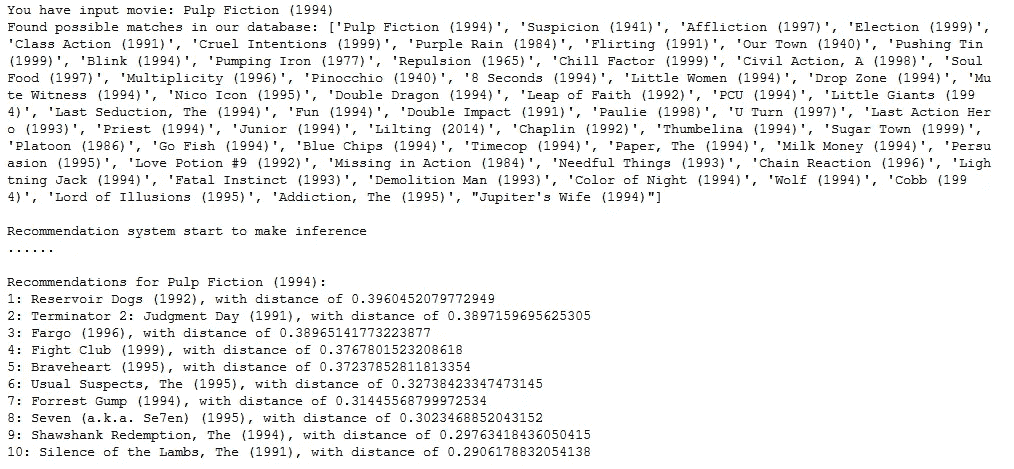 You have input movie: Pulp Fiction (1994)
Found possible matches in our database: ['Pulp Fiction (1994)', 'Suspicion (1941)', 'Affliction (1997)', 'Election (1999)',
'Class Action (1991)', 'Cruel Intentions (1999)', 'Purple Rain (1984)', 'Flirting (1991)', 'Our Town (1940)', 'Pushing Tin
(1999)', 'Blink (1994)', 'Pumping Iron (1977)', 'Repulsion (1965)', 'Chill Factor (1999)', 'Civil Action, A (1998)', 'Soul
Food (1997)', 'Multiplicity (1996)', 'Pinocchio (1940)', '8 Seconds (1994)', 'Little Women (1994)', 'Drop Zone (1994)', 'Mu
te Witness (1994)', 'Nico Icon (1995)', 'Double Dragon (1994)', 'Leap of Faith (1992)', 'PCU (1994)', 'Little Giants (199
4)', 'Last Seduction, The (1994)', 'Fun (1994)', 'Double Impact (1991)', 'Paulie (1998)', 'U Turn (1997)', 'Last Action Her
o (1993)', 'Priest (1994)', 'Junior (1994)', 'Lilting (2014)', 'Chaplin (1992)', 'Thumbelina (1994)', 'Sugar Town (1999)',
'Platoon (1986)', 'Go Fish (1994)', 'Blue Chips (1994)', 'Timecop (1994)', 'Paper, The (1994)', 'Milk Money (1994)', 'Persu
asion (1995)', 'Love Potion #9 (1992)', 'Missing in Action (1984)', 'Needful Things (1993)', 'Chain Reaction (1996)', 'Ligh
tning Jack (1994)', 'Fatal Instinct (1993)', 'Demolition Man (1993)', 'Color of Night (1994)', 'Wolf (1994)', 'Cobb (199
4)', 'Lord of Illusions (1995)', 'Addiction, The (1995)', "Jupiter's Wife (1994)"]
Recommendation system start to make inference
......
Recommendations for Pulp Fiction (1994):
1: Reservoir Dogs (1992), with distance of 0.3960452079772949
2: Terminator 2: Judgment Day (1991), with distance of 0.3897159695625305
3: Fargo (1996), with distance of 0.38965141773223877
4: Fight Club (1999), with distance of 0.3767801523208618
5: Braveheart (1995), with distance of 0.37237852811813354
6: Usual Suspects, The (1995), with distance of 0.32738423347473145
7: Forrest Gump (1994), with distance of 0.31445568799972534
8: Seven (a.k.a. Se7en) (1995), with distance of 0.3023468852043152
9: Shawshank Redemption, The (1994), with distance of 0.29763418436050415
10: Silence of the Lambs, The (1991), with distance of 0.2906178832054138